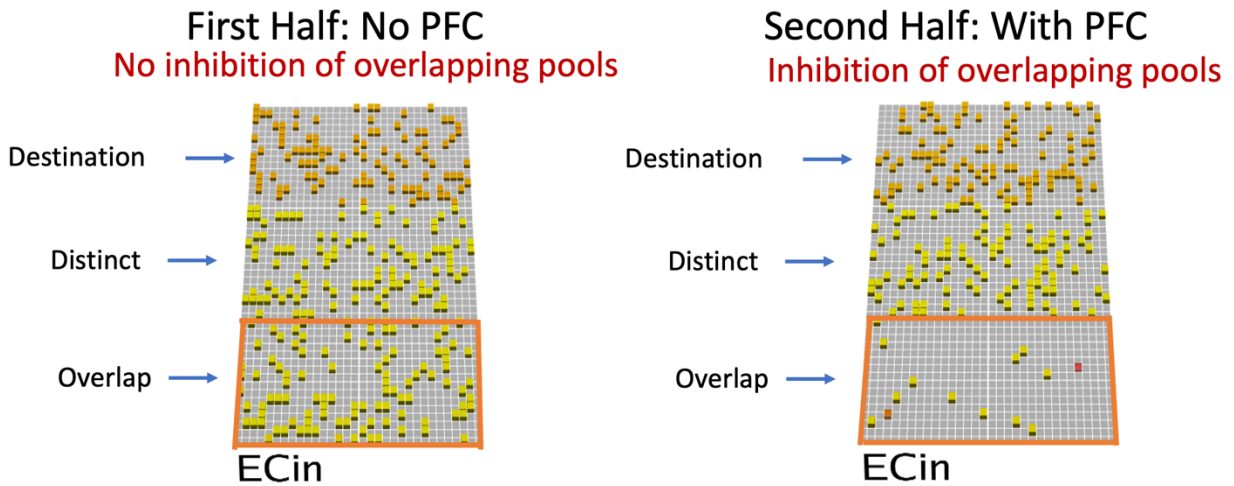 First Half: No PFC
No inhibition of overlapping pools
Destination
Distinct
Overlap
ECin
Second Half: With PFC
Inhibition of overlapping pools
Destination
Distinct
Overlap
ECin